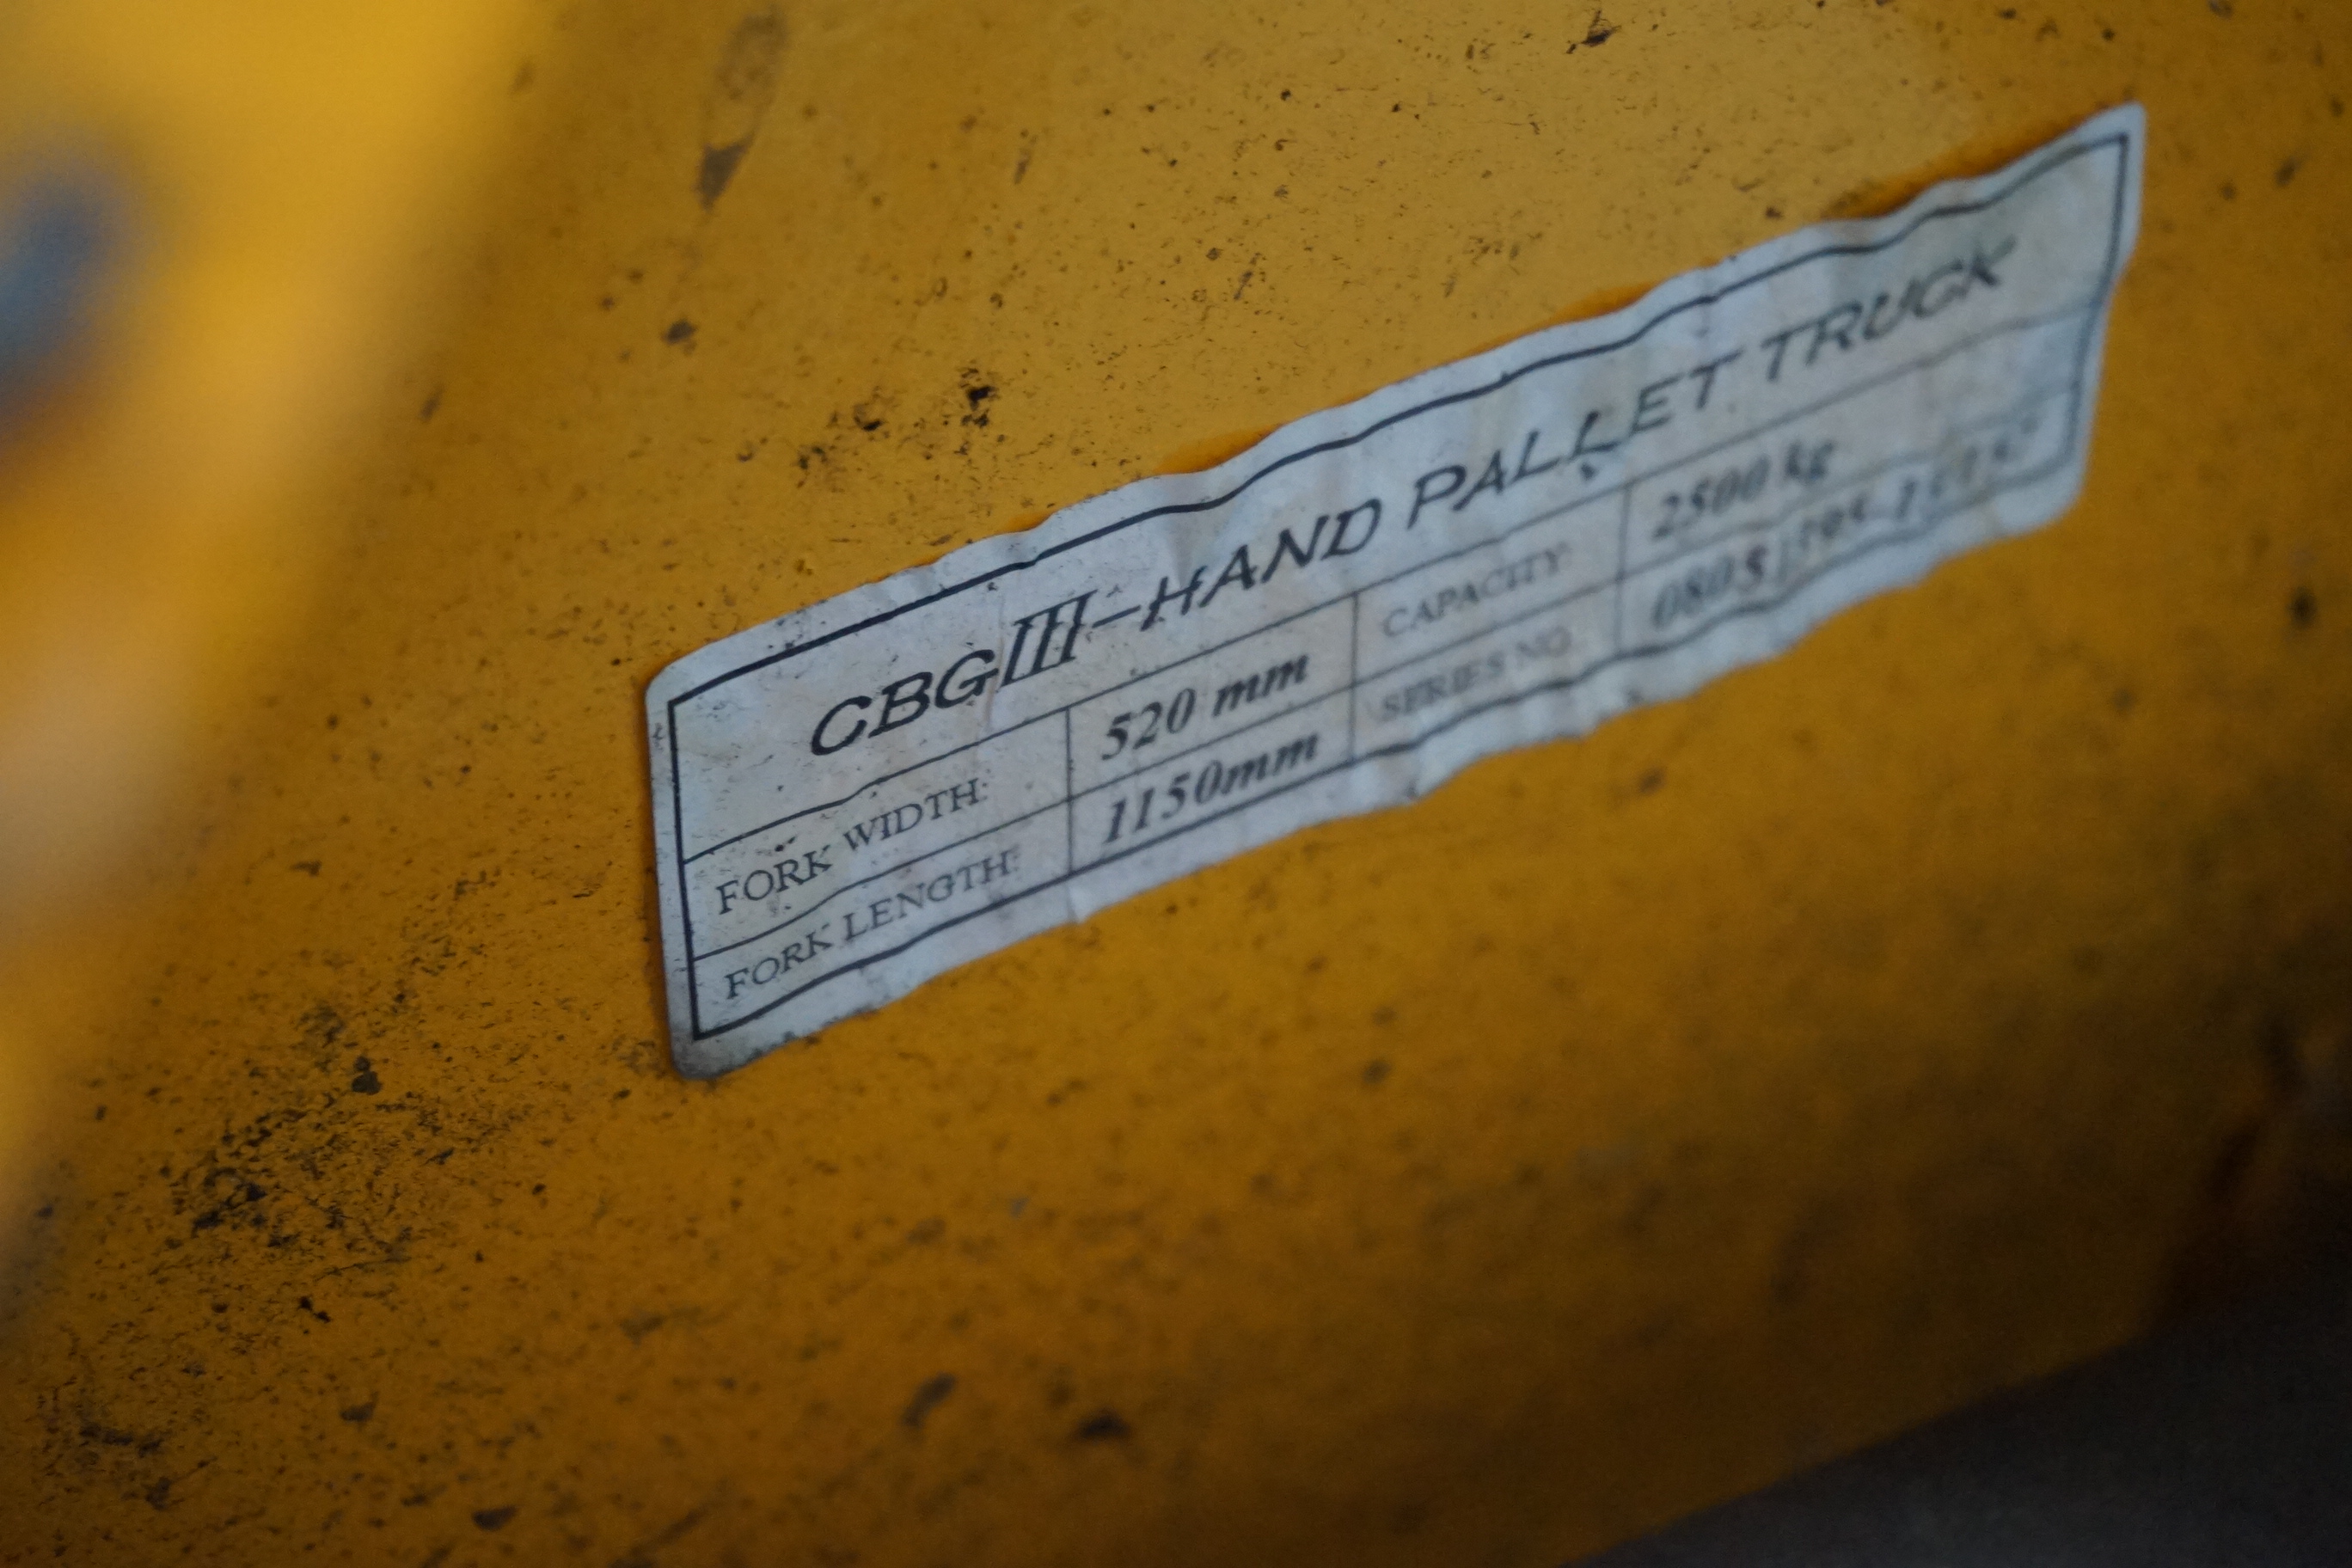 CBGIII-HAND PALLET TRUCK
FORK WIDTH: 520 mm CAPACITY: 2500 kg
FORK LENGTH: 1150mm SERIES NO.